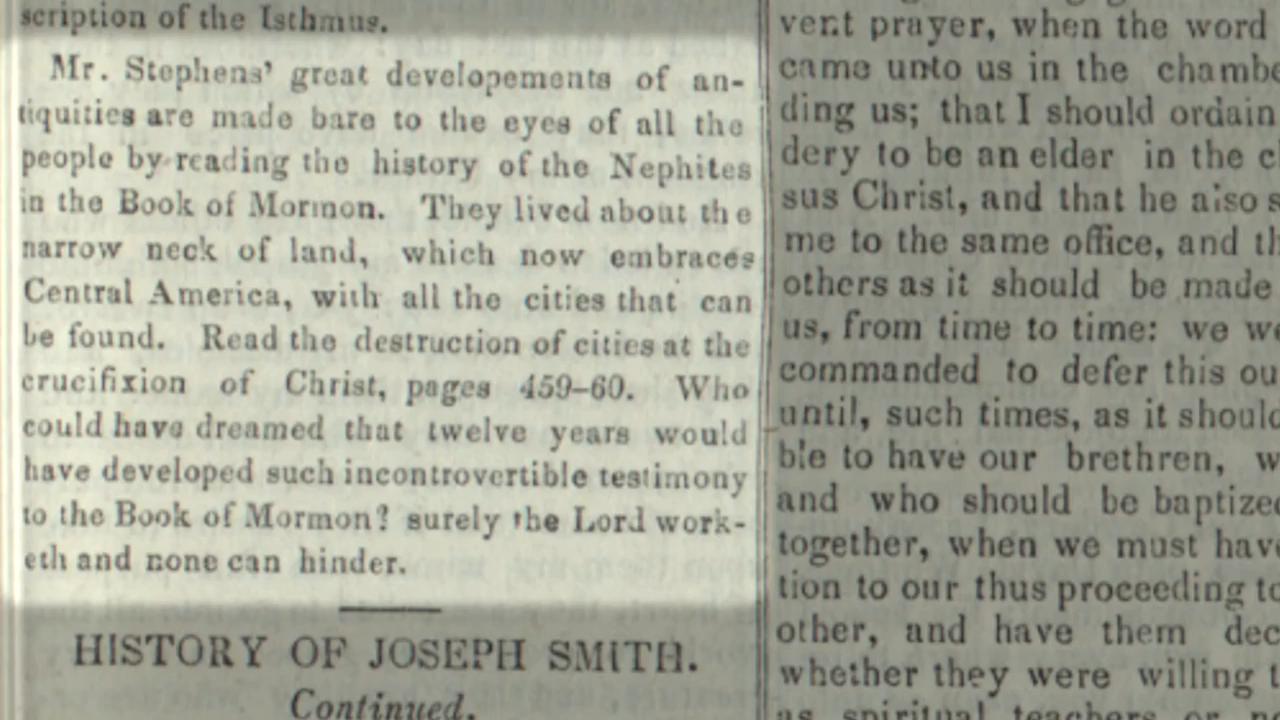 scription of the Isthmus.
Mr. Stephens' great developements of an-
tiquities are made bare to the eyes of all the
people by reading the history of the Nephites
in the Book of Mormon. They lived about the
narrow neck of land, which now embraces
Central America, with all the cities that can
be found. Read the destruction of cities at the
crucifixion of Christ, pages 459–60. Who
could have dreamed that twelve years would
have developed such incontrovertible testimony
to the Book of Mormon? surely the Lord work-
eth and none can hinder.
HISTORY OF JOSEPH SMITH.
Continued.
vent prayer, when the word
came unto us in the chambe
ding us; that I should ordain
dery to be an elder in the c
sus Christ, and that he also s
me to the same office, and th
others as it should be made
us, from time to time: we we
commanded to defer this ou
until, such times, as it should
ble to have our brethren, w
and who should be baptized
together, when we must have
tion to our thus proceeding to
other, and have them dec
whether they were willing t
as spiritual teachers or no